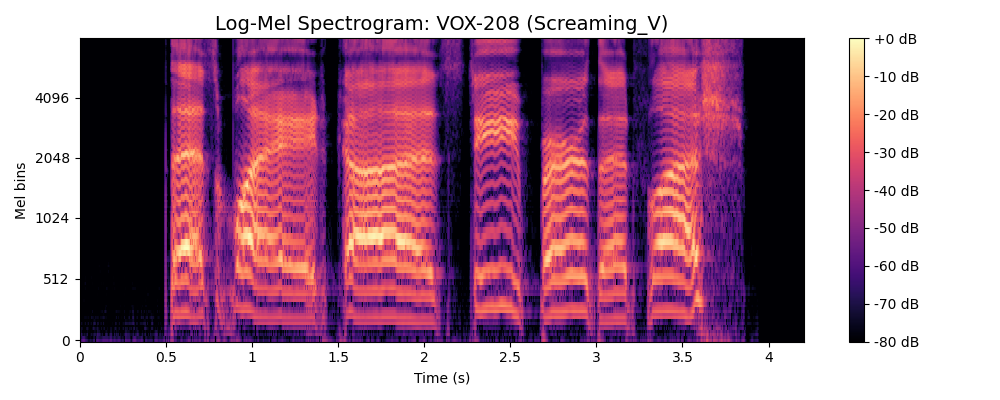 Log-Mel Spectrogram: VOX-208 (Screaming_V)
Mel bins
4096
2048
1024
512
0
0 0.5 1 1.5 2 2.5 3 3.5 4
Time (s)
+0 dB
-10 dB
-20 dB
-30 dB
-40 dB
-50 dB
-60 dB
-70 dB
-80 dB